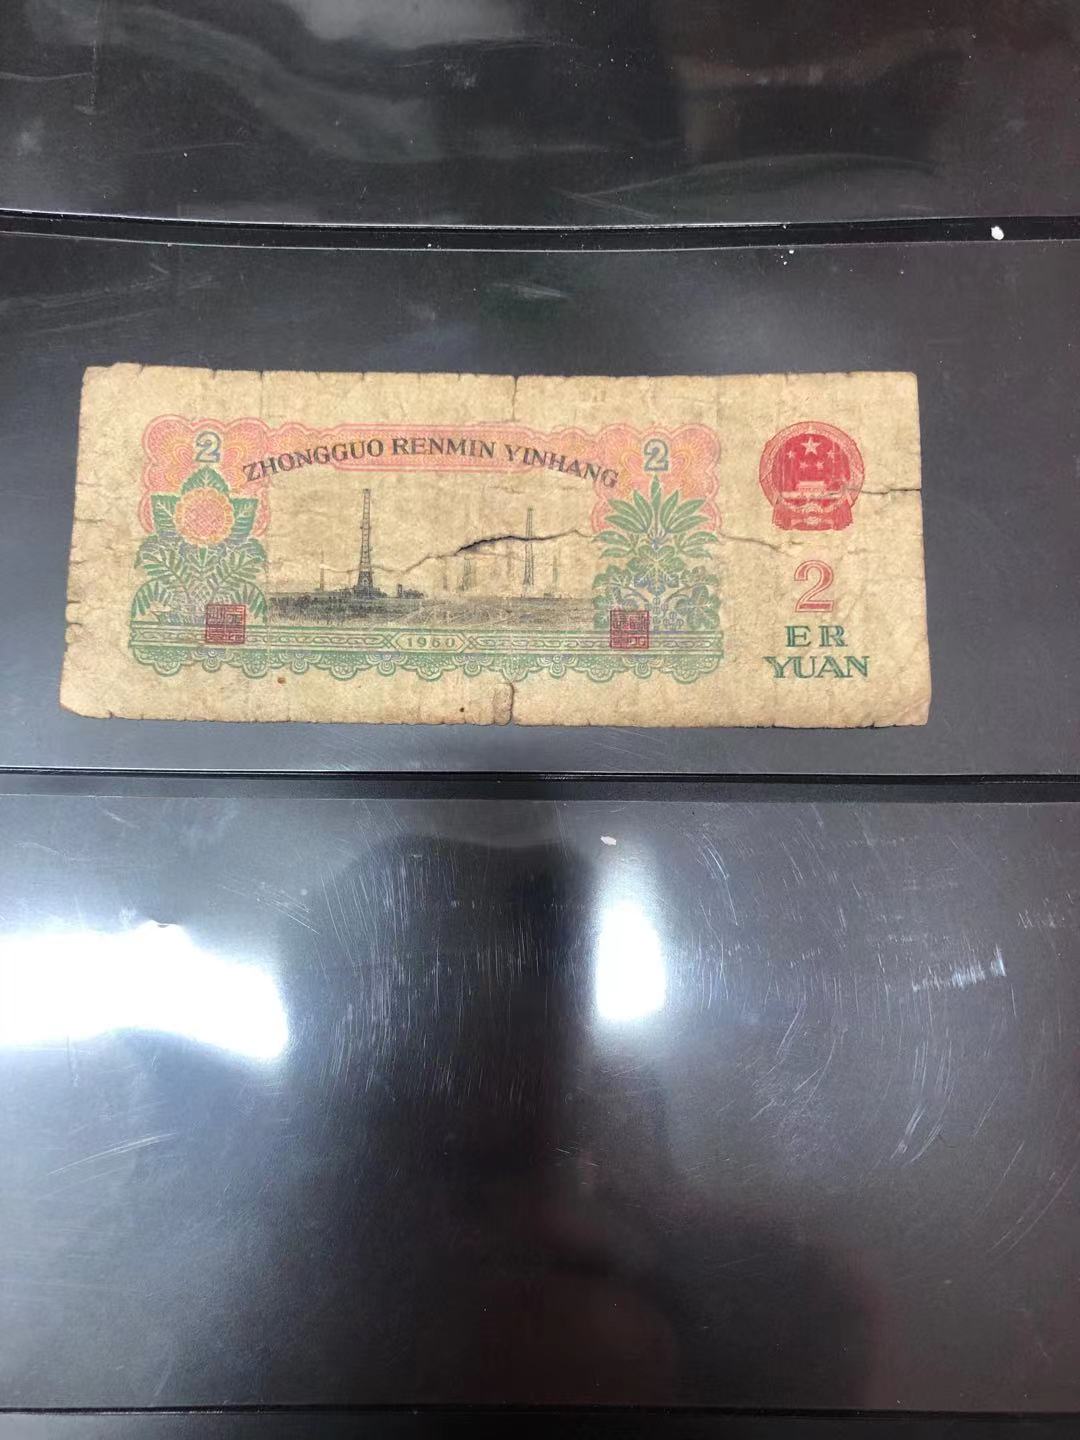 2
ZHONGGUO RENMIN YINHANG
2
1960
2
ER
YUAN